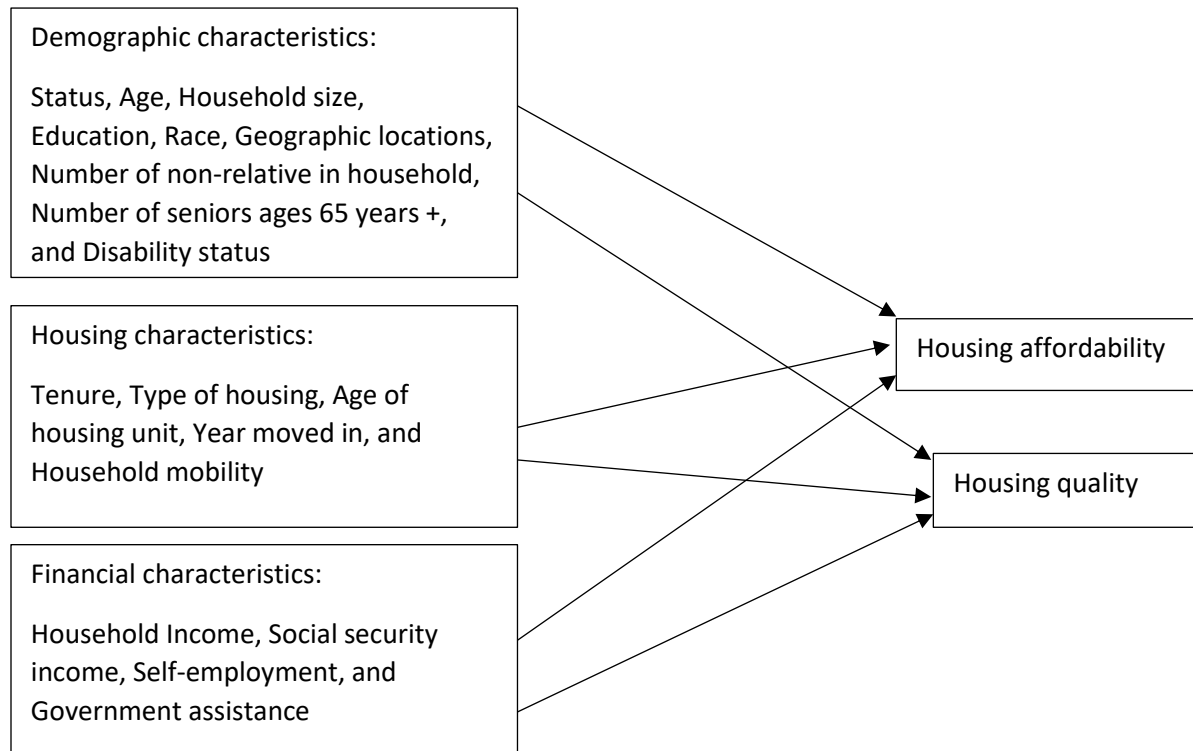 Demographic characteristics:
Status, Age, Household size,
Education, Race, Geographic locations,
Number of non-relative in household,
Number of seniors ages 65 years +,
and Disability status
Housing characteristics:
Tenure, Type of housing, Age of
housing unit, Year moved in, and
Household mobility
Financial characteristics:
Household Income, Social security
income, Self-employment, and
Government assistance
Housing affordability
Housing quality